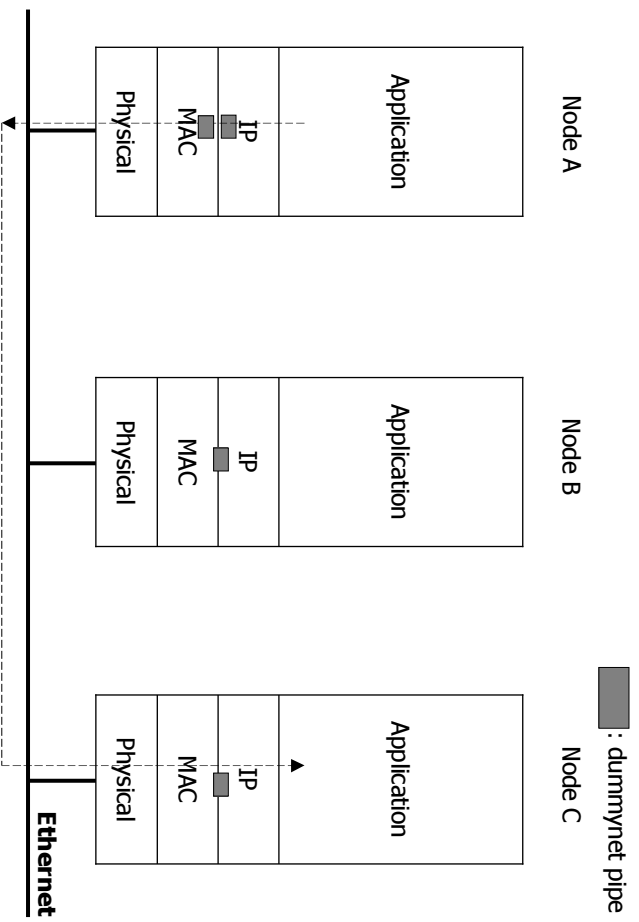 : dummynet pipe
Node A
Application
IP
MAC
Physical
Node B
Application
IP
MAC
Physical
Node C
Application
IP
MAC
Physical
Ethernet